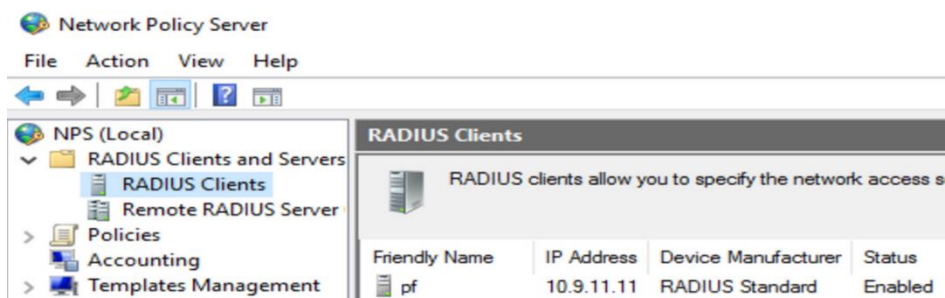 Network Policy Server
File Action View Help
NPS (Local)
RADIUS Clients and Servers
RADIUS Clients
Remote RADIUS Server
Policies
Accounting
Templates Management
RADIUS Clients
RADIUS clients allow you to specify the network access
Friendly Name IP Address Device Manufacturer Status
pf 10.9.11.11 RADIUS Standard Enabled